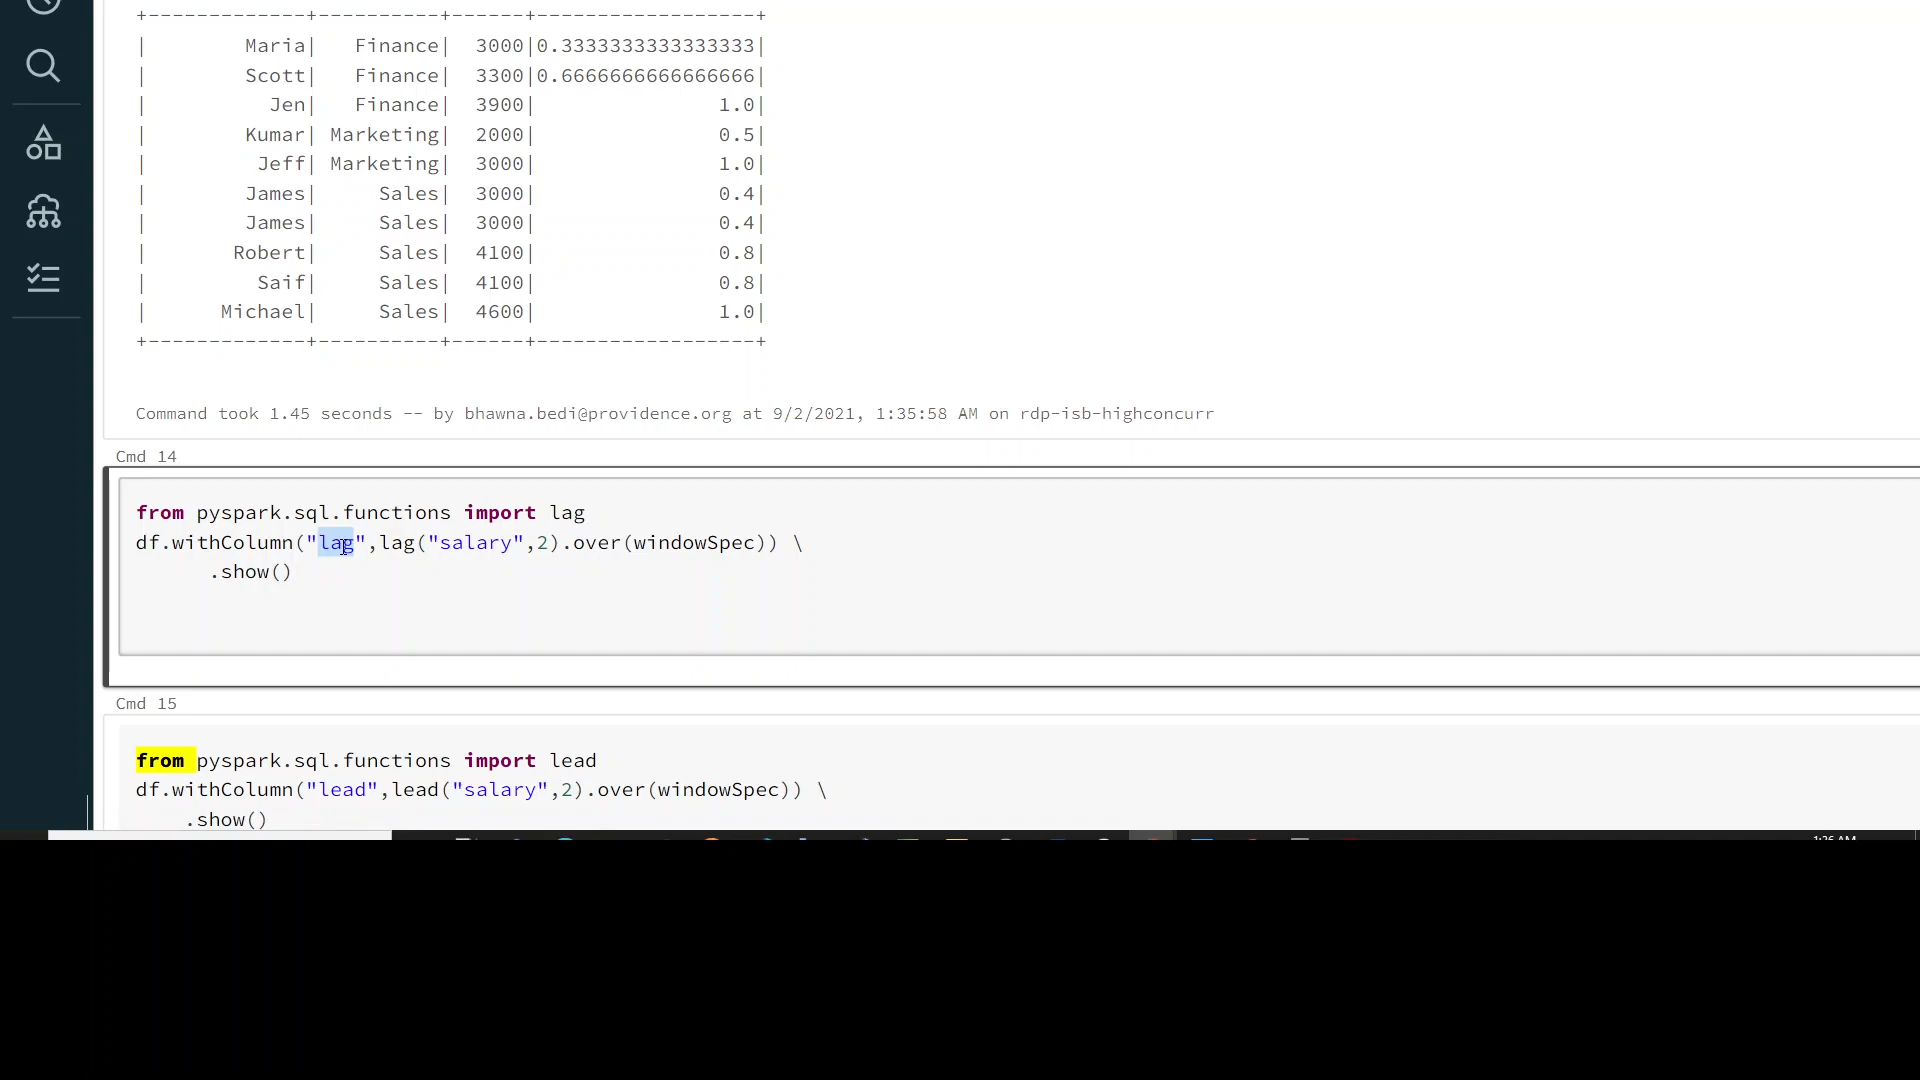 +-------------+----------+------+------------------+
|        Maria|   Finance|  3000|0.3333333333333333|
|        Scott|   Finance|  3300|0.6666666666666666|
|          Jen|   Finance|  3900|               1.0|
|        Kumar| Marketing|  2000|               0.5|
|         Jeff| Marketing|  3000|               1.0|
|        James|     Sales|  3000|               0.4|
|        James|     Sales|  3000|               0.4|
|       Robert|     Sales|  4100|               0.8|
|         Saif|     Sales|  4100|               0.8|
|      Michael|     Sales|  4600|               1.0|
+-------------+----------+------+------------------+
Command took 1.45 seconds -- by bhawna.bedi@providence.org at 9/2/2021, 1:35:58 AM on rdp-isb-highconcurr
Cmd 14
from pyspark.sql.functions import lag
df.withColumn("lag",lag("salary",2).over(windowSpec)) \
      .show()
Cmd 15
from pyspark.sql.functions import lead
df.withColumn("lead",lead("salary",2).over(windowSpec)) \
    .show()